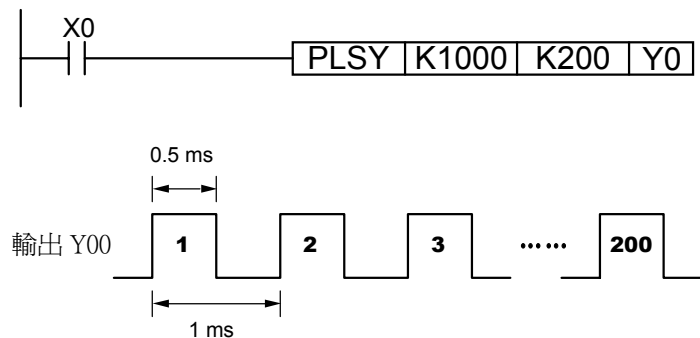 X0
PLSY K1000 K200 Y0
0.5 ms
輸出 Y00 1 2 3 …… 200
1 ms